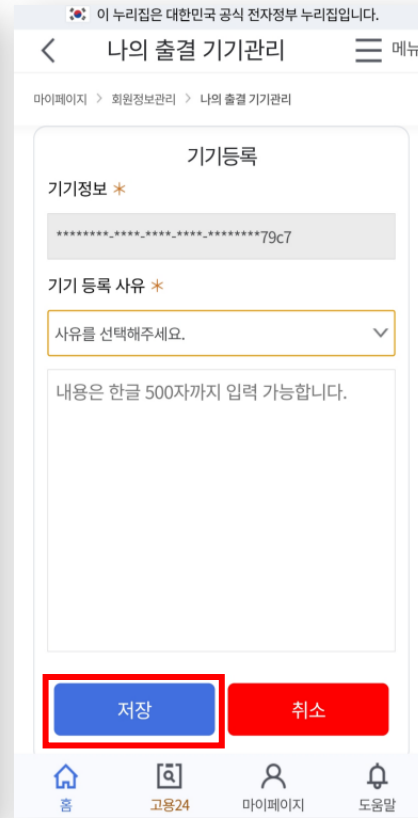 이 누리집은 대한민국 공식 전자정부 누리집입니다.
나의 출결 기기관리
메뉴
마이페이지 > 회원정보관리 > 나의 출결 기기관리
기기등록
기기정보 *
********-****-****-****-********79c7
기기 등록 사유 *
사유를 선택해주세요.
내용은 한글 500자까지 입력 가능합니다.
저장 취소
홈 고용24 마이페이지 도움말